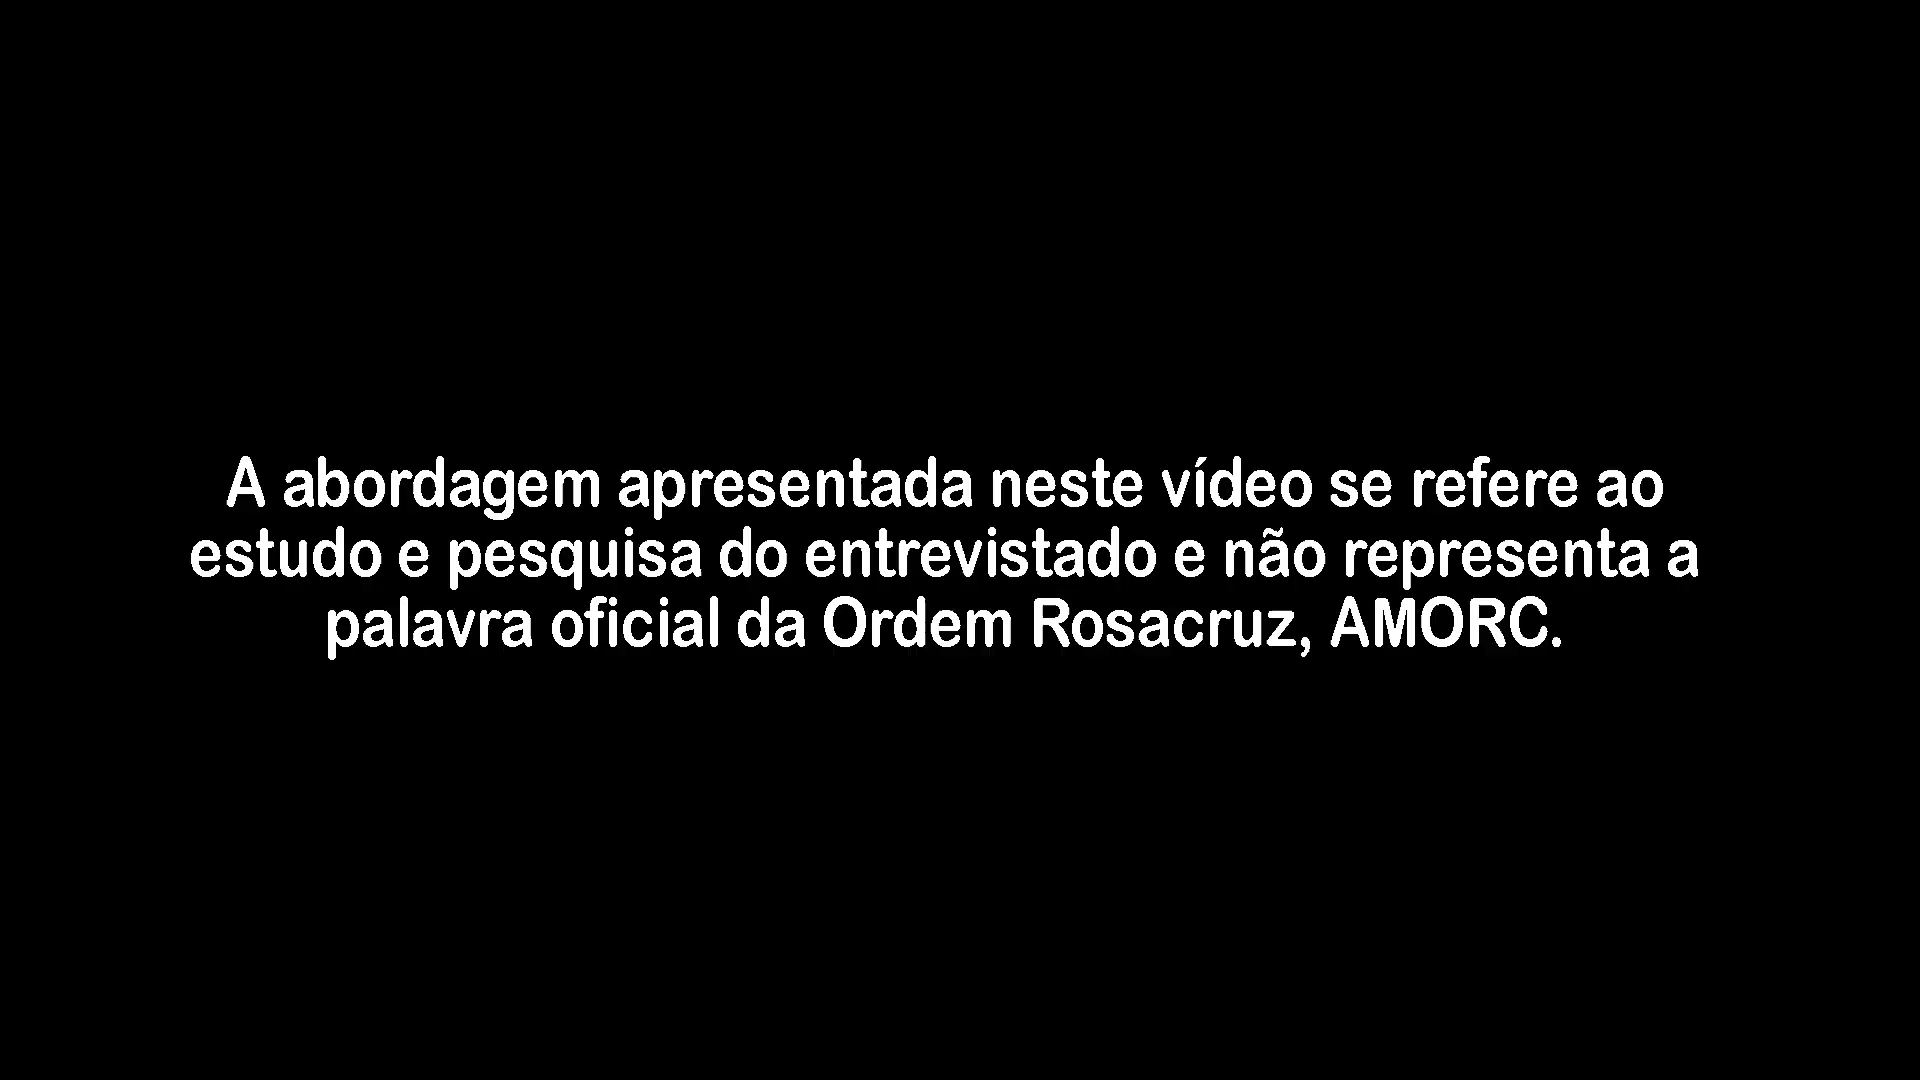 A abordagem apresentada neste vídeo se refere ao
estudo e pesquisa do entrevistado e não representa a
palavra oficial da Ordem Rosacruz, AMORC.